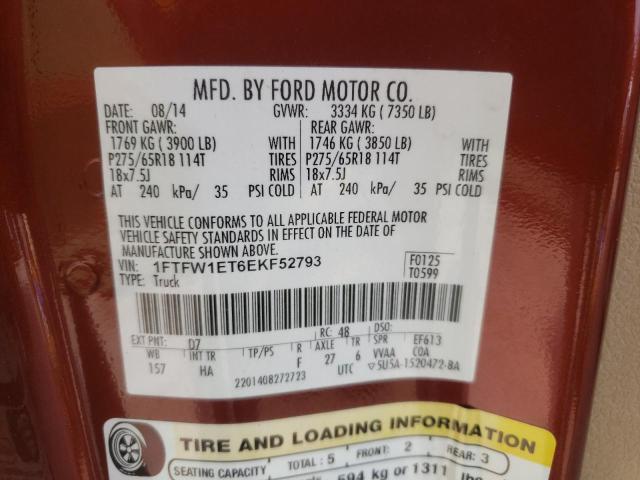 MFD. BY FORD MOTOR CO.
DATE: 08/14 GVWR: 3334 KG ( 7350 LB)
FRONT GAWR: REAR GAWR:
1769 KG ( 3900 LB) WITH 1746 KG ( 3850 LB) WITH
P275/65R18 114T TIRES P275/65R18 114T TIRES
18x7.5J RIMS 18x7.5J RIMS
AT 240 kPa/ 35 PSI COLD AT 240 kPa/ 35 PSI COLD
THIS VEHICLE CONFORMS TO ALL APPLICABLE FEDERAL MOTOR
VEHICLE SAFETY STANDARDS IN EFFECT ON THE DATE OF
MANUFACTURE SHOWN ABOVE.
VIN: 1FTFW1ET6EKF52793 F0125
TYPE: Truck T0599
EXT PNT: D7 RC: 48 DSO:
WB INT TR TP/PS R AXLE TR SPR EF613
157 HA F 27 6 VVAA COA
2201408272723 UTC ▽5U5A-1520472-BA
TIRE AND LOADING INFORMATION
SEATING CAPACITY TOTAL : 5 FRONT: 2 REAR: 3
594 kg or 1311 lbs